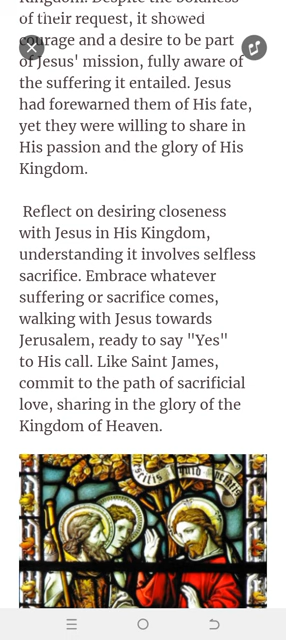 Kingdom. Despite the boldness
of their request, it showed
courage and a desire to be part
of Jesus' mission, fully aware of
the suffering it entailed. Jesus
had forewarned them of His fate,
yet they were willing to share in
His passion and the glory of His
Kingdom.
Reflect on desiring closeness
with Jesus in His Kingdom,
understanding it involves selfless
sacrifice. Embrace whatever
suffering or sacrifice comes,
walking with Jesus towards
Jerusalem, ready to say "Yes"
to His call. Like Saint James,
commit to the path of sacrificial
love, sharing in the glory of the
Kingdom of Heaven.